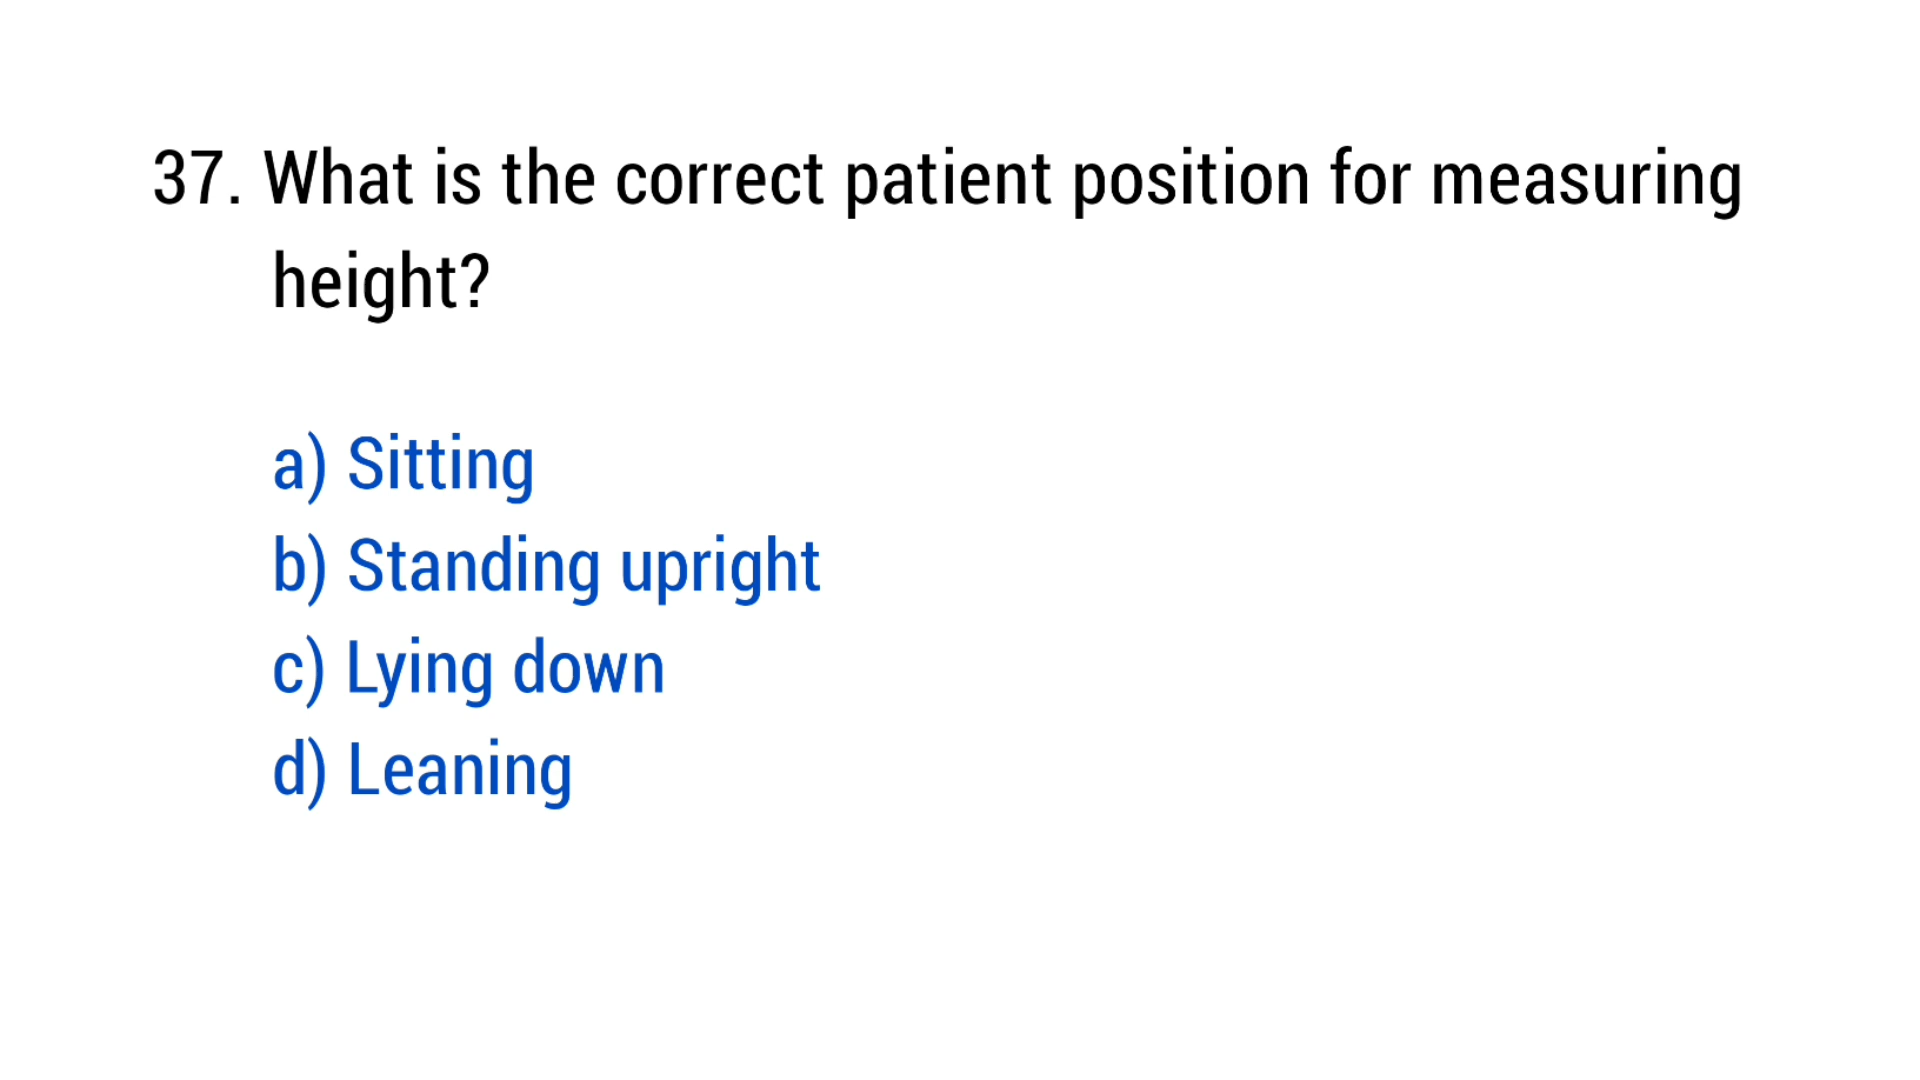 37. What is the correct patient position for measuring
height?
a) Sitting
b) Standing upright
c) Lying down
d) Leaning